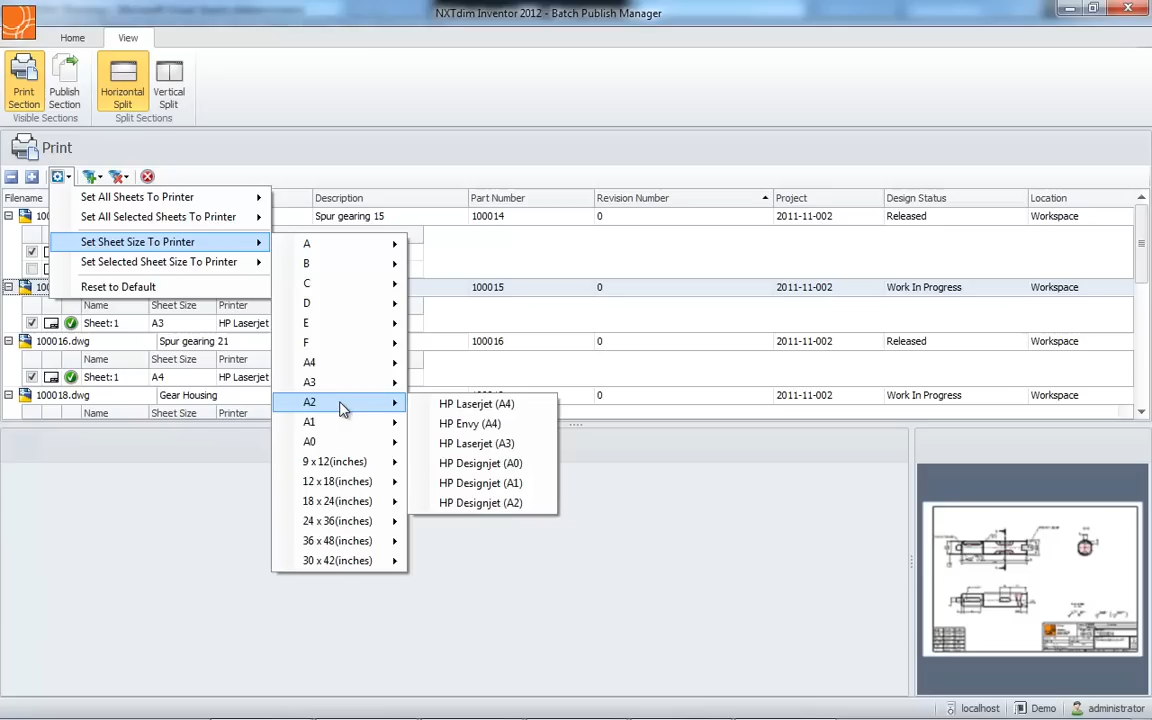 NXTdim Inventor 2012 - Batch Publish Manager
Home View
Print Section
Publish Section
Horizontal Split
Vertical Split
Visible Sections
Split Sections
Print
Filename Description Part Number Revision Number Project Design Status Location
100 Spur gearing 15 100014 0 2011-11-002 Released Workspace
100 100015 0 2011-11-002 Work In Progress Workspace
Name Sheet Size Printer
Sheet:1 A3 HP Laserjet
100016.dwg Spur gearing 21 100016 0 2011-11-002 Released Workspace
Name Sheet Size Printer
Sheet:1 A4 HP Laserjet
100018.dwg Gear Housing 0 2011-11-002 Work In Progress Workspace
Name Sheet Size Printer
Set All Sheets To Printer
Set All Selected Sheets To Printer
Set Sheet Size To Printer
Set Selected Sheet Size To Printer
Reset to Default
A
B
C
D
E
F
A4
A3
A2
A1
A0
9 x 12(inches)
12 x 18(inches)
18 x 24(inches)
24 x 36(inches)
36 x 48(inches)
30 x 42(inches)
HP Laserjet (A4)
HP Envy (A4)
HP Laserjet (A3)
HP Designjet (A0)
HP Designjet (A1)
HP Designjet (A2)
localhost Demo administrator